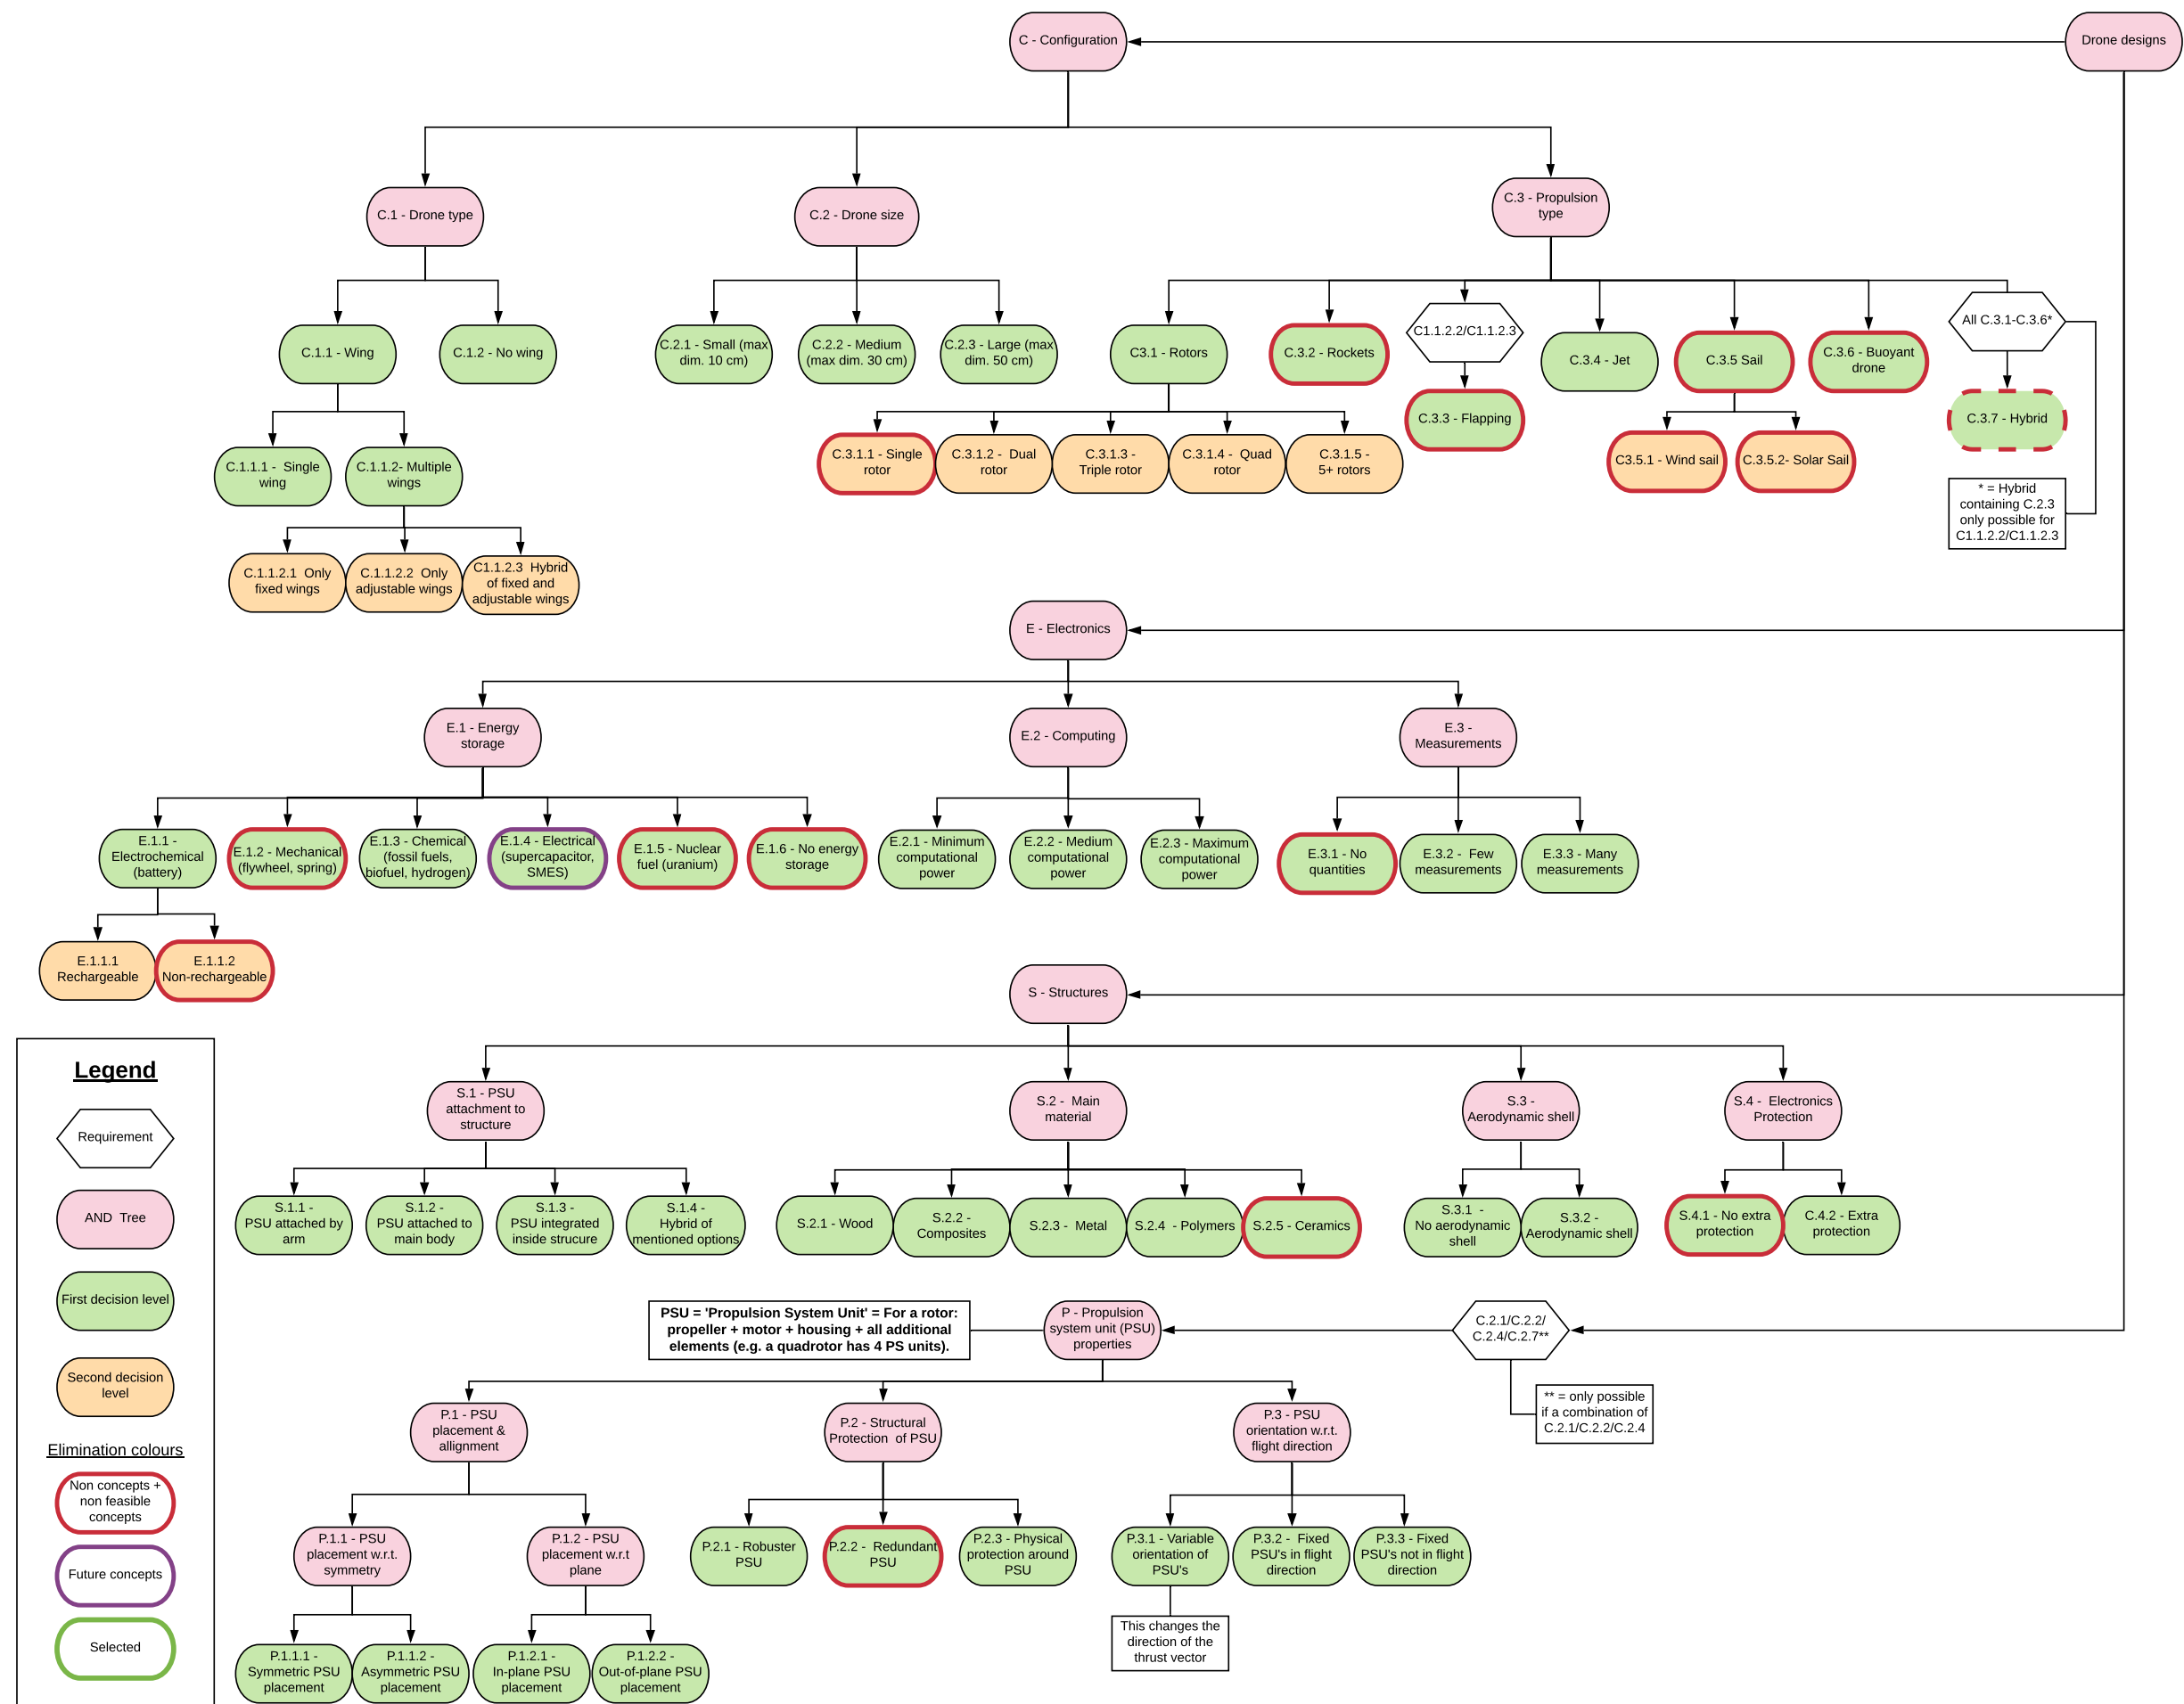 C - Configuration
Drone designs
C.1 - Drone type
C.2 - Drone size
C.3 - Propulsion
type
C.1.1 - Wing
C.1.2 - No wing
C.2.1 - Small (max
dim. 10 cm)
C.2.2 - Medium
(max dim. 30 cm)
C.2.3 - Large (max
dim. 50 cm)
C3.1 - Rotors
C.3.2 - Rockets
C1.1.2.2/C1.1.2.3
C.3.3 - Flapping
C.3.4 - Jet
C.3.5 Sail
C.3.6 - Buoyant
drone
All C.3.1-C.3.6*
C.3.7 - Hybrid
* = Hybrid
containing C.2.3
only possible for
C1.1.2.2/C1.1.2.3
C.1.1.1 - Single
wing
C.1.1.2- Multiple
wings
C.3.1.1 - Single
rotor
C.3.1.2 - Dual
rotor
C.3.1.3 -
Triple rotor
C.3.1.4 - Quad
rotor
C.3.1.5 -
5+ rotors
C3.5.1 - Wind sail
C.3.5.2- Solar Sail
C.1.1.2.1 Only
fixed wings
C.1.1.2.2 Only
adjustable wings
C1.1.2.3 Hybrid
of fixed and
adjustable wings
E - Electronics
E.1 - Energy
storage
E.2 - Computing
E.3 -
Measurements
E.1.1 -
Electrochemical
(battery)
E.1.2 - Mechanical
(flywheel, spring)
E.1.3 - Chemical
(fossil fuels,
biofuel, hydrogen)
E.1.4 - Electrical
(supercapacitor,
SMES)
E.1.5 - Nuclear
fuel (uranium)
E.1.6 - No energy
storage
E.2.1 - Minimum
computational
power
E.2.2 - Medium
computational
power
E.2.3 - Maximum
computational
power
E.3.1 - No
quantities
E.3.2 - Few
measurements
E.3.3 - Many
measurements
E.1.1.1
Rechargeable
E.1.1.2
Non-rechargeable
S - Structures
S.1 - PSU
attachment to
structure
S.2 - Main
material
S.3 -
Aerodynamic shell
S.4 - Electronics
Protection
S.1.1 -
PSU attached by
arm
S.1.2 -
PSU attached to
main body
S.1.3 -
PSU integrated
inside strucure
S.1.4 -
Hybrid of
mentioned options
S.2.1 - Wood
S.2.2 -
Composites
S.2.3 - Metal
S.2.4 - Polymers
S.2.5 - Ceramics
S.3.1 -
No aerodynamic
shell
S.3.2 -
Aerodynamic shell
S.4.1 - No extra
protection
C.4.2 - Extra
protection
PSU = 'Propulsion System Unit' = For a rotor:
propeller + motor + housing + all additional
elements (e.g. a quadrotor has 4 PS units).
P - Propulsion
system unit (PSU)
properties
C.2.1/C.2.2/
C.2.4/C.2.7**
** = only possible
if a combination of
C.2.1/C.2.2/C.2.4
P.1 - PSU
placement &
allignment
P.2 - Structural
Protection of PSU
P.3 - PSU
orientation w.r.t.
flight direction
P.1.1 - PSU
placement w.r.t.
symmetry
P.1.2 - PSU
placement w.r.t
plane
P.2.1 - Robuster
PSU
P.2.2 - Redundant
PSU
P.2.3 - Physical
protection around
PSU
P.3.1 - Variable
orientation of
PSU's
P.3.2 - Fixed
PSU's in flight
direction
P.3.3 - Fixed
PSU's not in flight
direction
This changes the
direction of the
thrust vector
P.1.1.1 -
Symmetric PSU
placement
P.1.1.2 -
Asymmetric PSU
placement
P.1.2.1 -
In-plane PSU
placement
P.1.2.2 -
Out-of-plane PSU
placement
Legend
Requirement
AND Tree
First decision level
Second decision
level
Elimination colours
Non concepts +
non feasible
concepts
Future concepts
Selected